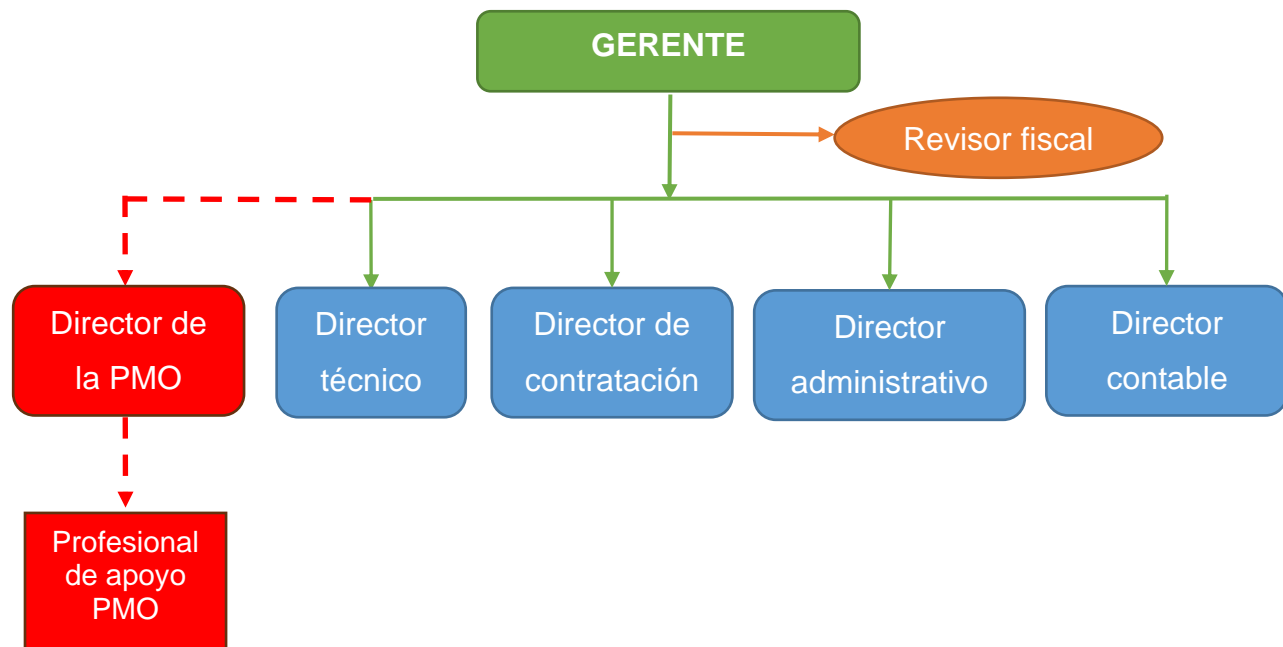 GERENTE
Revisor fiscal
Director de
la PMO
Director
técnico
Director de
contratación
Director
administrativo
Director
contable
Profesional
de apoyo
PMO